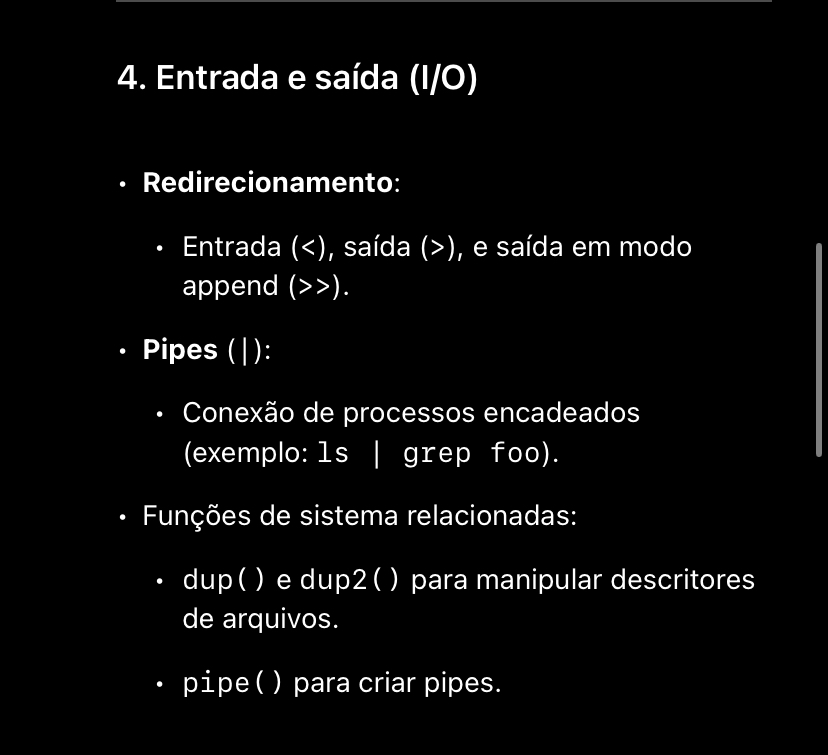 4. Entrada e saída (I/O)
• Redirecionamento:
• Entrada (<), saída (>), e saída em modo
append (>>).
• Pipes (|):
• Conexão de processos encadeados
(exemplo: ls | grep foo).
• Funções de sistema relacionadas:
• dup() e dup2() para manipular descritores
de arquivos.
• pipe() para criar pipes.